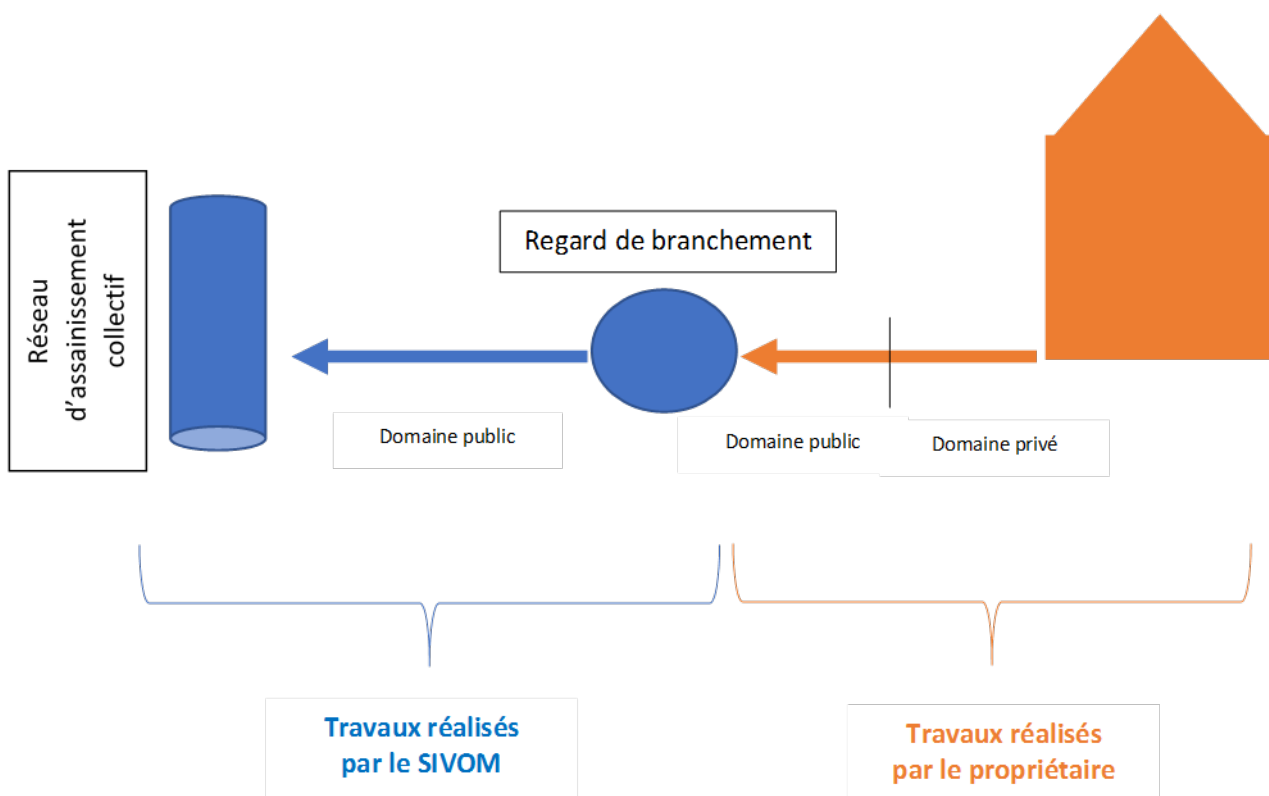 Réseau
d'assainissement
collectif
Regard de branchement
Domaine public
Domaine public
Domaine privé
Travaux réalisés
par le SIVOM
Travaux réalisés
par le propriétaire